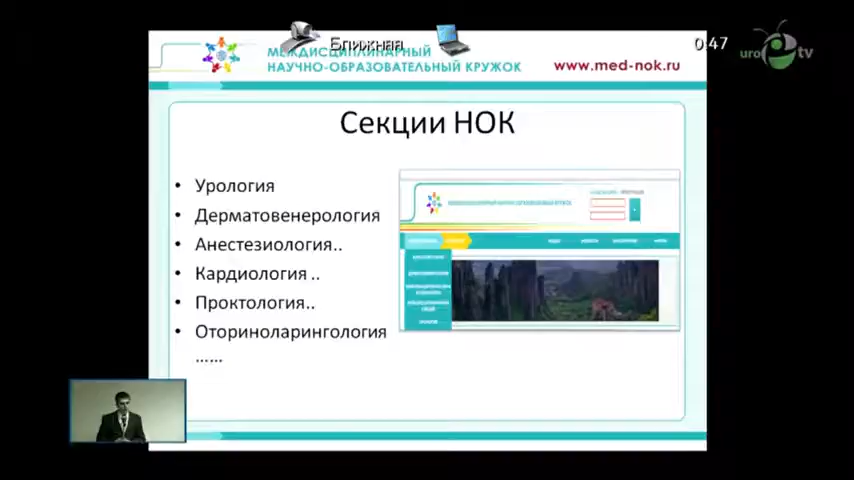 Ближная
0:47
uro tv
МЕЖДИСЦИПЛИНАРНЫЙ
НАУЧНО-ОБРАЗОВАТЕЛЬНЫЙ КРУЖОК
www.med-nok.ru
Секции НОК
• Урология
• Дерматовенерология
• Анестезиология..
• Кардиология ..
• Проктология..
• Оториноларингология
......